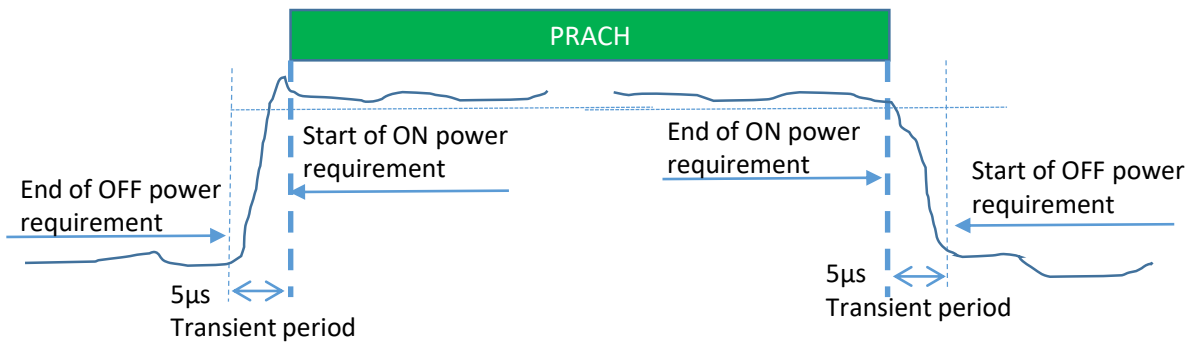 PRACH
Start of ON power
requirement
End of ON power
requirement
End of OFF power
requirement
Start of OFF power
requirement
5µs
Transient period
5µs
Transient period